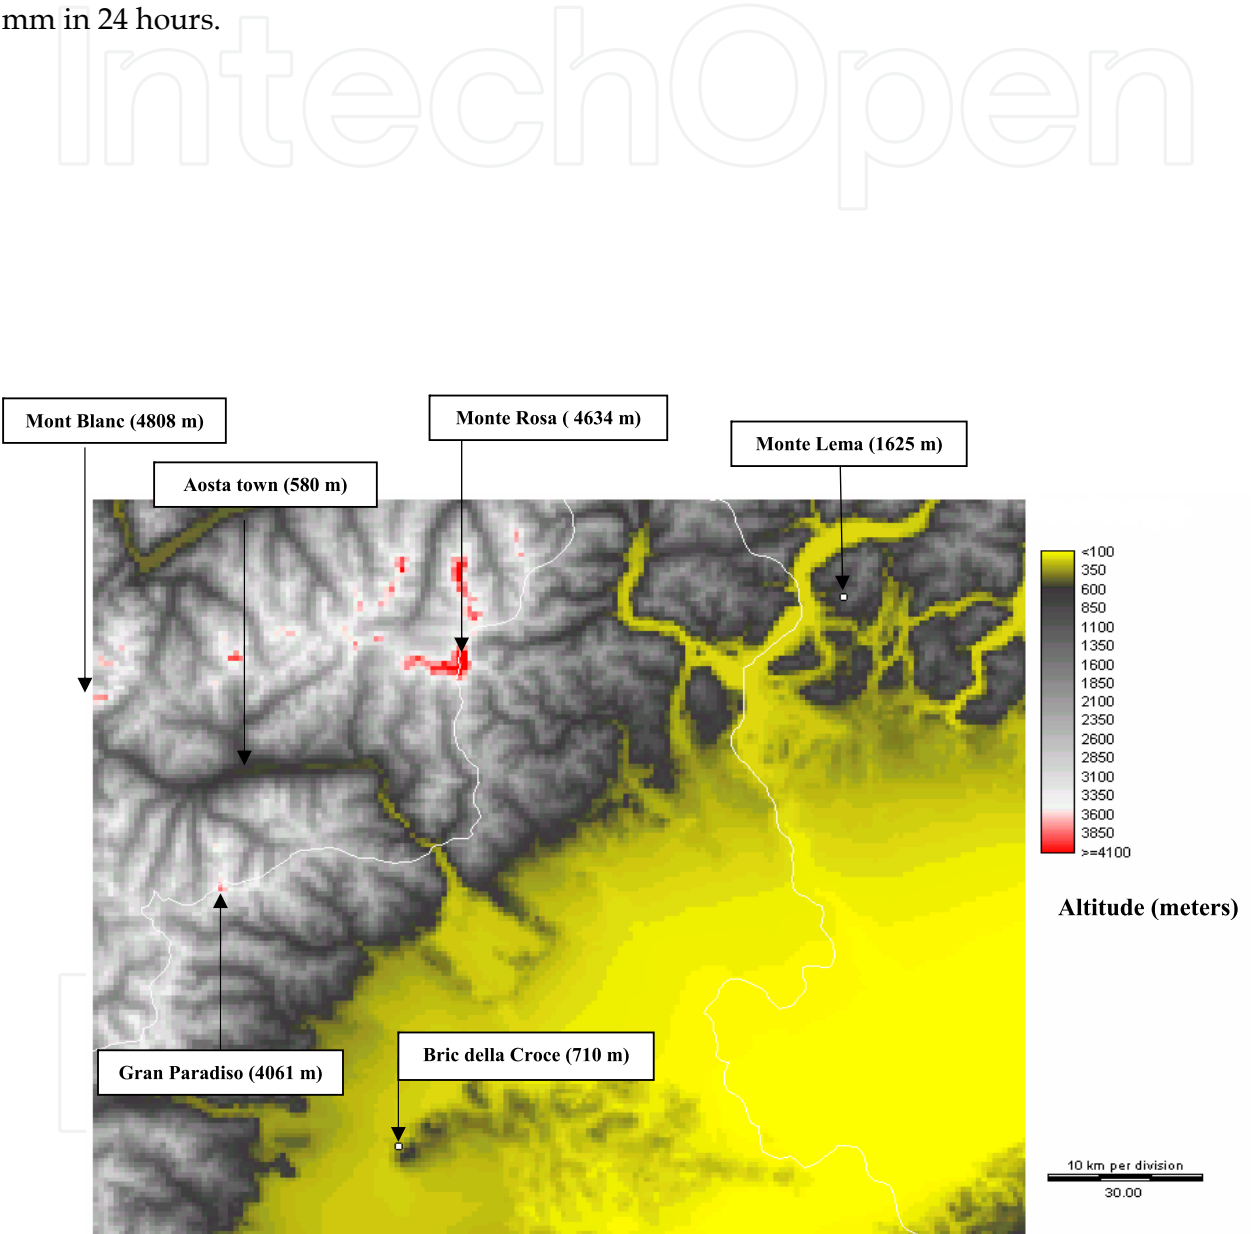 mm in 24 hours.
IntechOpen
Mont Blanc (4808 m)
Monte Rosa ( 4634 m)
Monte Lema (1625 m)
Aosta town (580 m)
<100
350
600
850
1100
1350
1600
1850
2100
2350
2600
2850
3100
3350
3600
3850
>=4100
Altitude (meters)
Bric della Croce (710 m)
Gran Paradiso (4061 m)
10 km per division
30.00